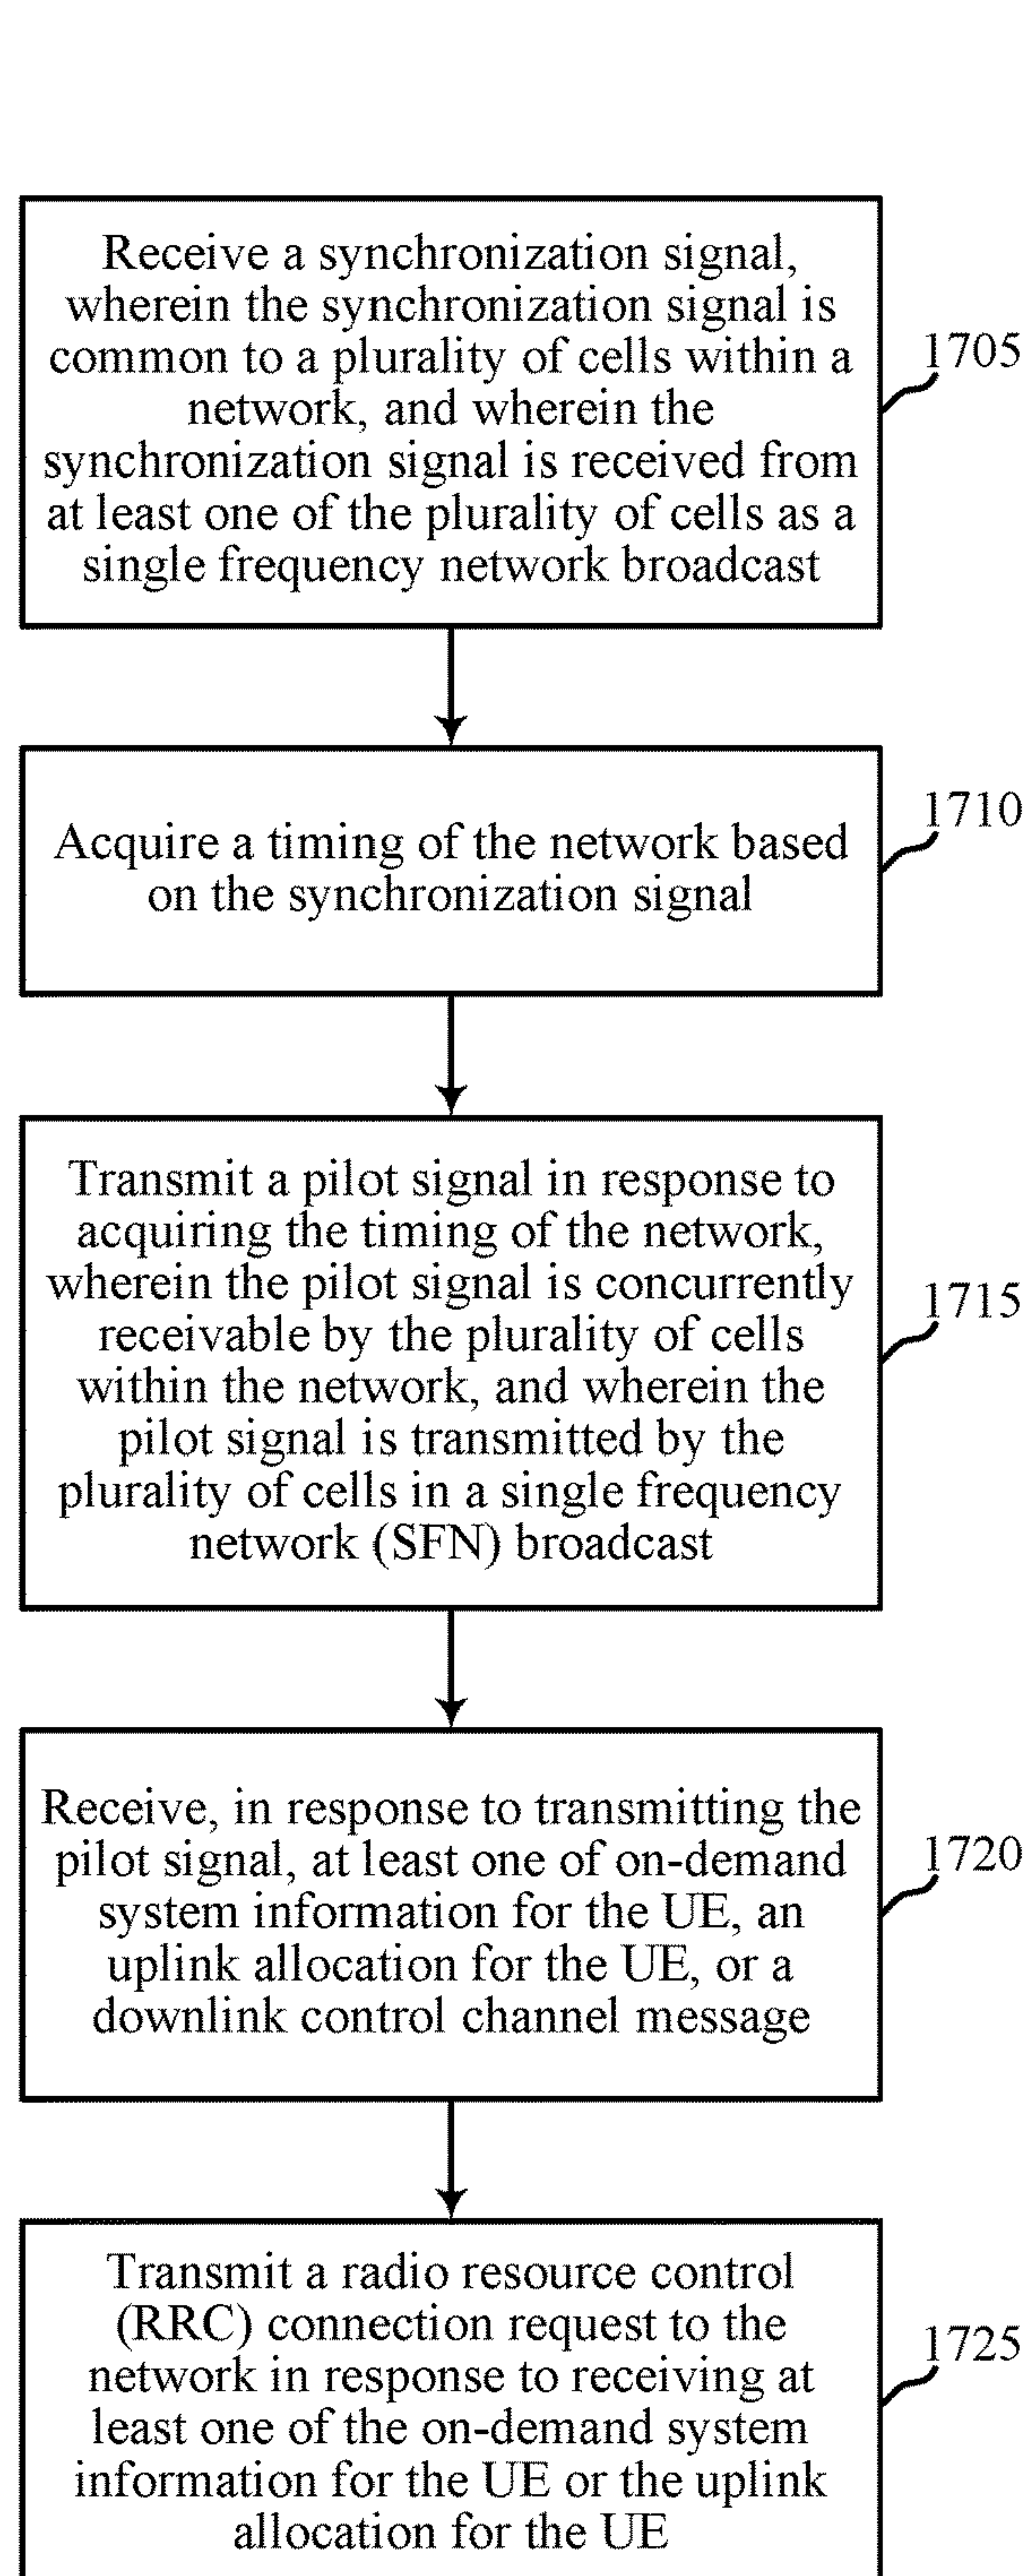 Receive a synchronization signal,
wherein the synchronization signal is
common to a plurality of cells within a
network, and wherein the
synchronization signal is received from
at least one of the plurality of cells as a
single frequency network broadcast
1705
Acquire a timing of the network based
on the synchronization signal
1710
Transmit a pilot signal in response to
acquiring the timing of the network,
wherein the pilot signal is concurrently
receivable by the plurality of cells
within the network, and wherein the
pilot signal is transmitted by the
plurality of cells in a single frequency
network (SFN) broadcast
1715
Receive, in response to transmitting the
pilot signal, at least one of on-demand
system information for the UE, an
uplink allocation for the UE, or a
downlink control channel message
1720
Transmit a radio resource control
(RRC) connection request to the
network in response to receiving at
least one of the on-demand system
information for the UE or the uplink
allocation for the UE
1725